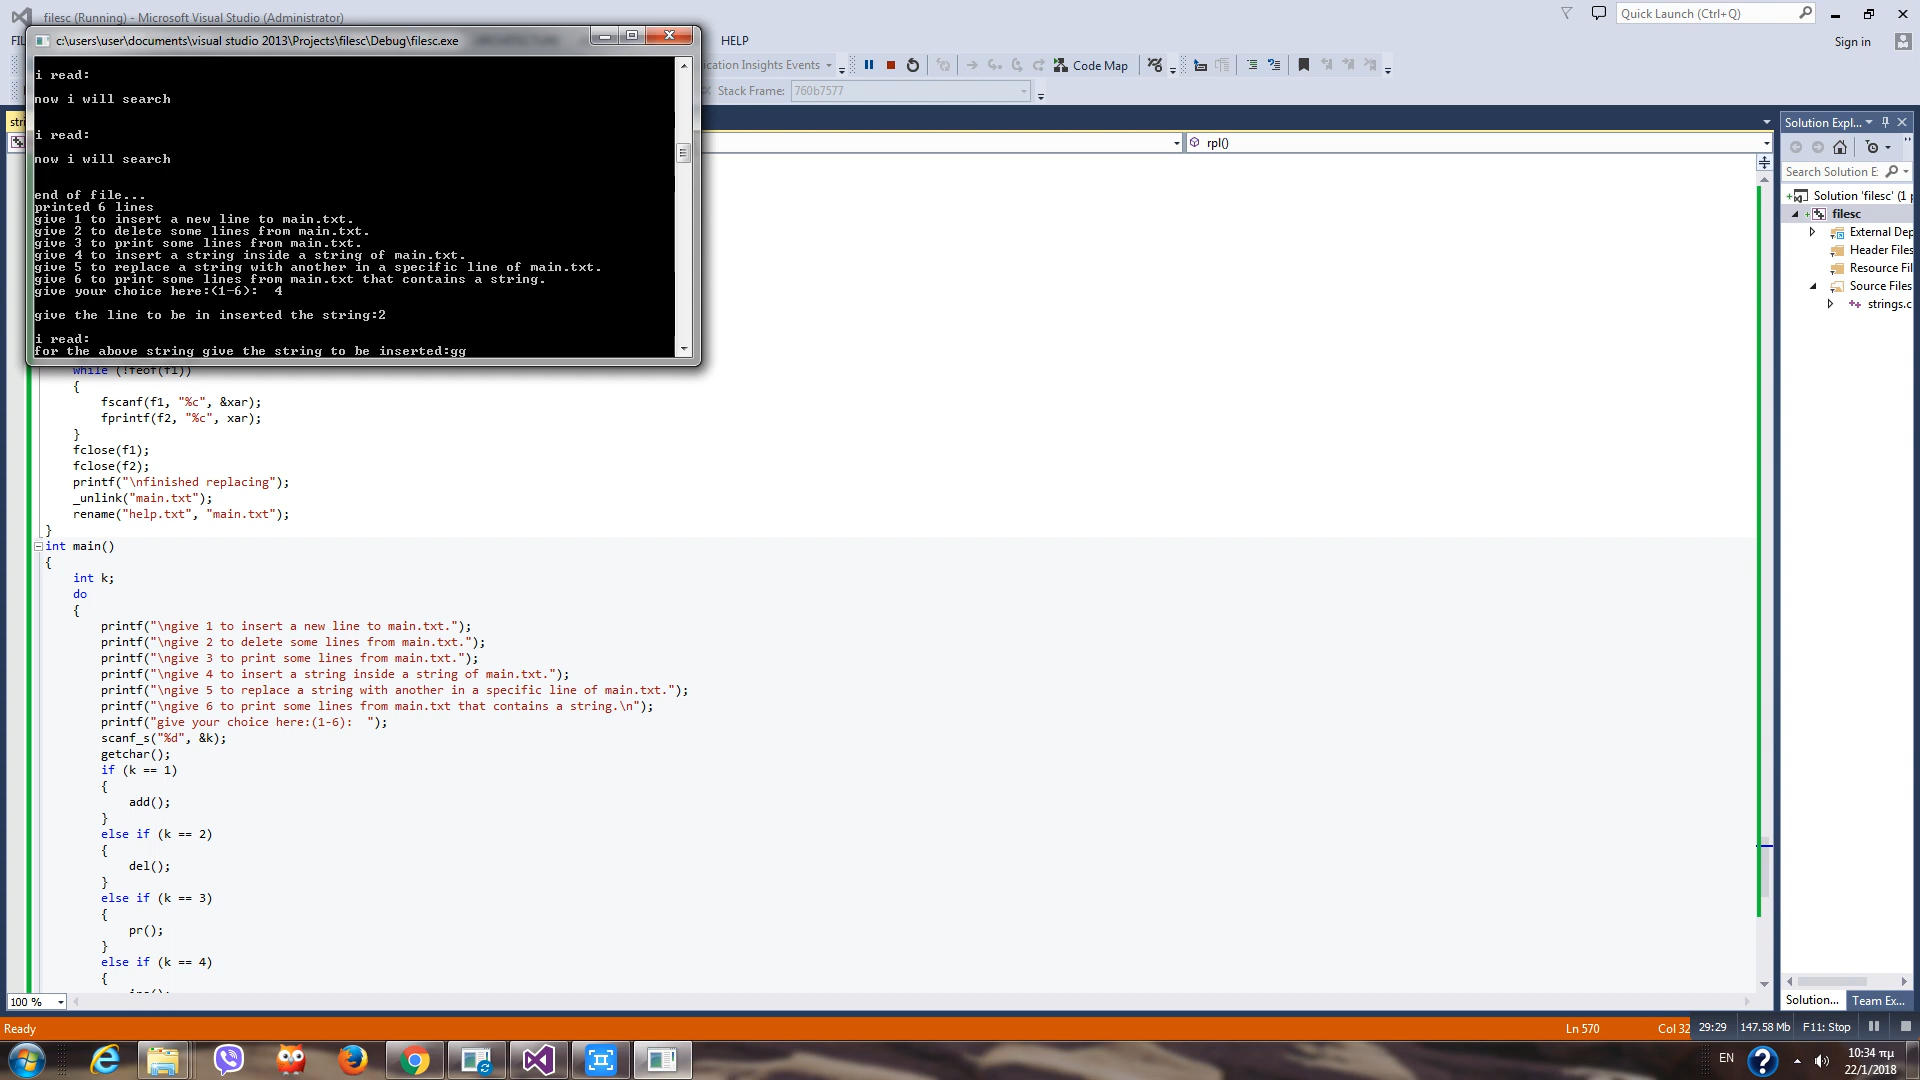 filesc (Running) - Microsoft Visual Studio (Administrator)
Quick Launch (Ctrl+Q)
c:\users\user\documents\visual studio 2013\Projects\filesc\Debug\filesc.exe
HELP
Sign in
ication Insights Events
Code Map
Stack Frame: 760b7577
rpl()
i read:
now i will search
i read:
now i will search
end of file...
printed 6 lines
give 1 to insert a new line to main.txt.
give 2 to delete some lines from main.txt.
give 3 to print some lines from main.txt.
give 4 to insert a string inside a string of main.txt.
give 5 to replace a string with another in a specific line of main.txt.
give 6 to print some lines from main.txt that contains a string.
give your choice here:(1-6):  4
give the line to be in inserted the string:2
i read:
for the above string give the string to be inserted:gg
while (!feof(f1))
{
fscanf(f1, "%c", &xar);
fprintf(f2, "%c", xar);
}
fclose(f1);
fclose(f2);
printf("\nfinished replacing");
_unlink("main.txt");
rename("help.txt", "main.txt");
}
int main()
{
int k;
do
{
printf("\ngive 1 to insert a new line to main.txt.");
printf("\ngive 2 to delete some lines from main.txt.");
printf("\ngive 3 to print some lines from main.txt.");
printf("\ngive 4 to insert a string inside a string of main.txt.");
printf("\ngive 5 to replace a string with another in a specific line of main.txt.");
printf("\ngive 6 to print some lines from main.txt that contains a string.\n");
printf("give your choice here:(1-6):  ");
scanf_s("%d", &k);
getchar();
if (k == 1)
{
add();
}
else if (k == 2)
{
del();
}
else if (k == 3)
{
pr();
}
else if (k == 4)
{
Solution Expl...
Search Solution E
Solution 'filesc' (1 p
filesc
External Dep
Header Files
Resource Fil
Source Files
strings.c
Solution... Team Ex...
100 %
Ready
Ln 570
Col 32
29:29
147.58 Mb
F11: Stop
EN
10:34 πμ
22/1/2018